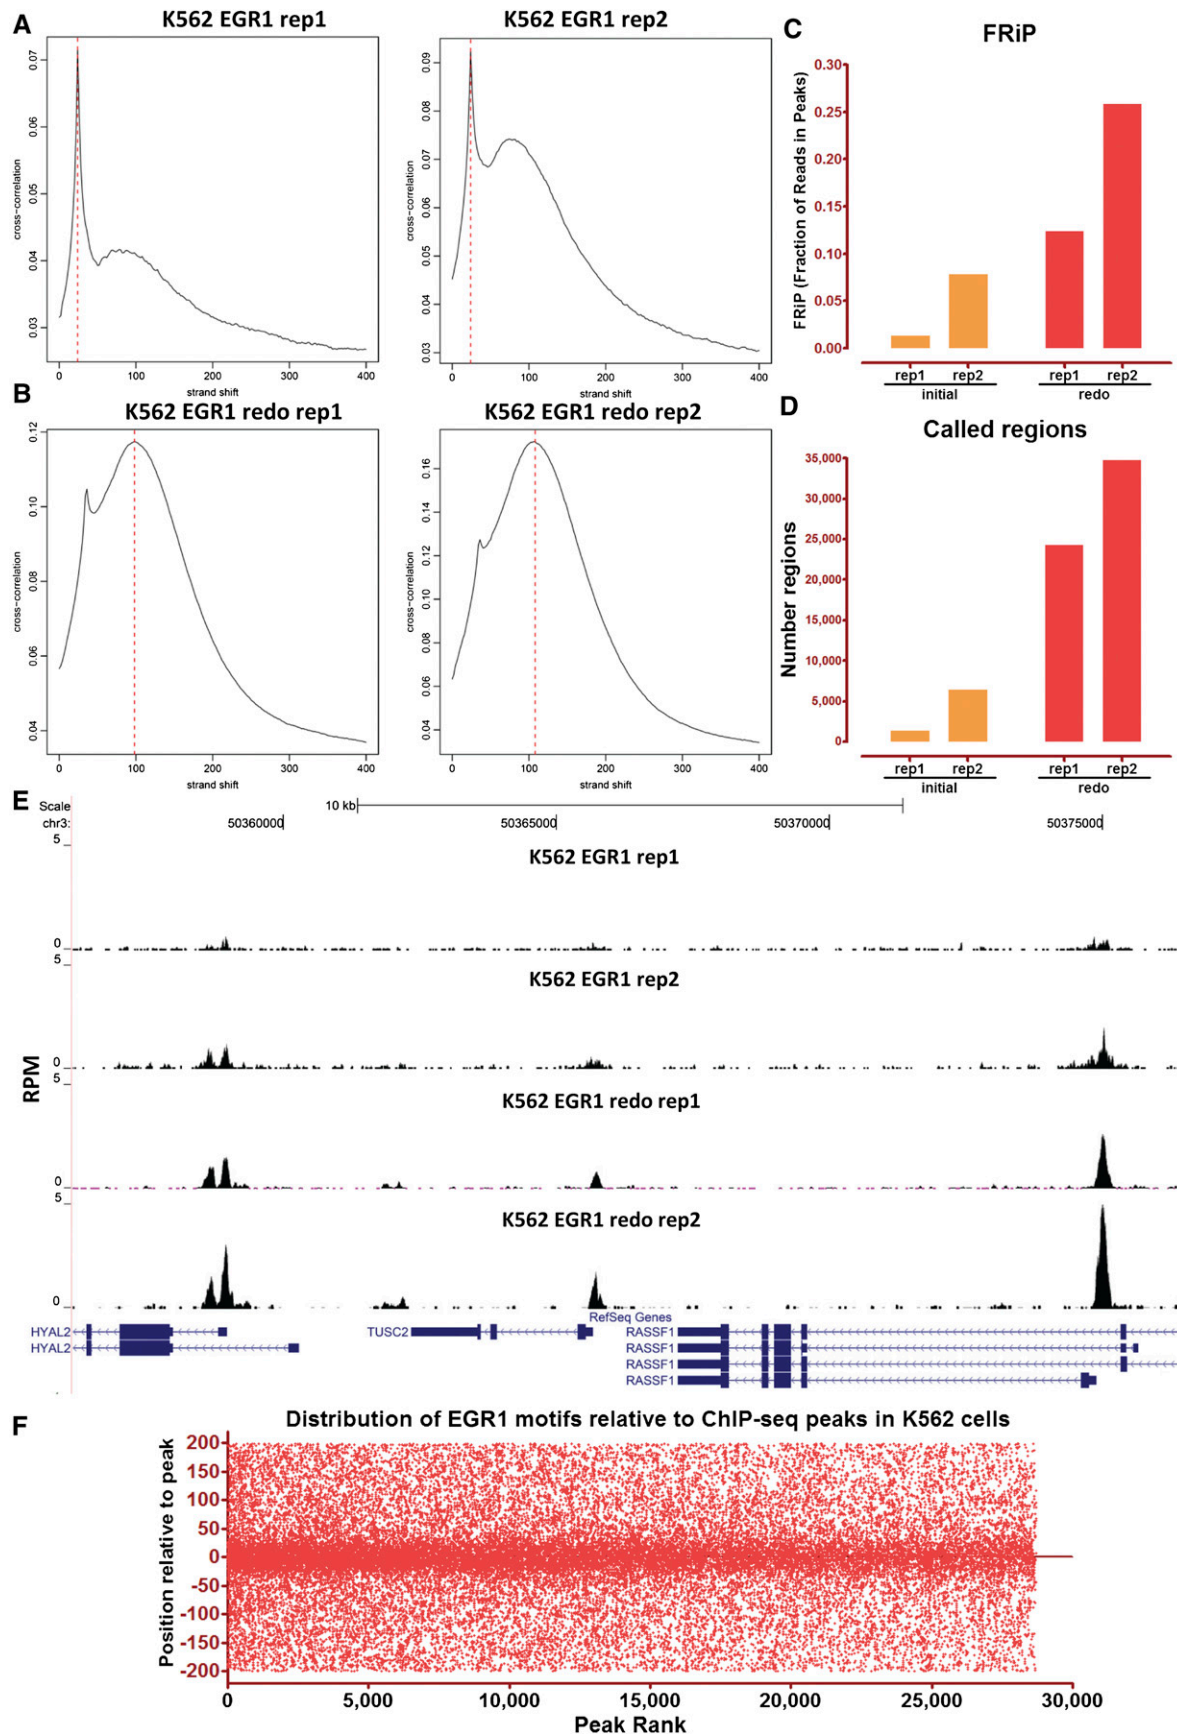 A
K562 EGR1 rep1
K562 EGR1 rep2
cross-correlation
0.07
0.06
0.05
0.04
0.03
0 100 200 300 400
strand shift
cross-correlation
0.09
0.08
0.07
0.06
0.05
0.04
0.03
0 100 200 300 400
strand shift
C
FRiP
FRiP (Fraction of Reads in Peaks)
0.30
0.25
0.20
0.15
0.10
0.05
0.00
rep1 rep2 rep1 rep2
initial redo
B
K562 EGR1 redo rep1
K562 EGR1 redo rep2
cross-correlation
0.12
0.10
0.08
0.06
0.04
0 100 200 300 400
strand shift
cross-correlation
0.16
0.14
0.12
0.10
0.08
0.06
0.04
0 100 200 300 400
strand shift
D
Called regions
Number regions
35,000
30,000
25,000
20,000
15,000
10,000
5,000
0
rep1 rep2 rep1 rep2
initial redo
E
Scale 10 kb
chr3: 50360000 50365000 50370000 50375000
RPM
5
K562 EGR1 rep1
0
5
K562 EGR1 rep2
0
5
K562 EGR1 redo rep1
0
5
K562 EGR1 redo rep2
0
RefSeq Genes
HYAL2 TUSC2 RASSF1
HYAL2 RASSF1
RASSF1
RASSF1
F
Distribution of EGR1 motifs relative to ChIP-seq peaks in K562 cells
Position relative to peak
200
150
100
50
0
-50
-100
-150
-200
0 5,000 10,000 15,000 20,000 25,000 30,000
Peak Rank